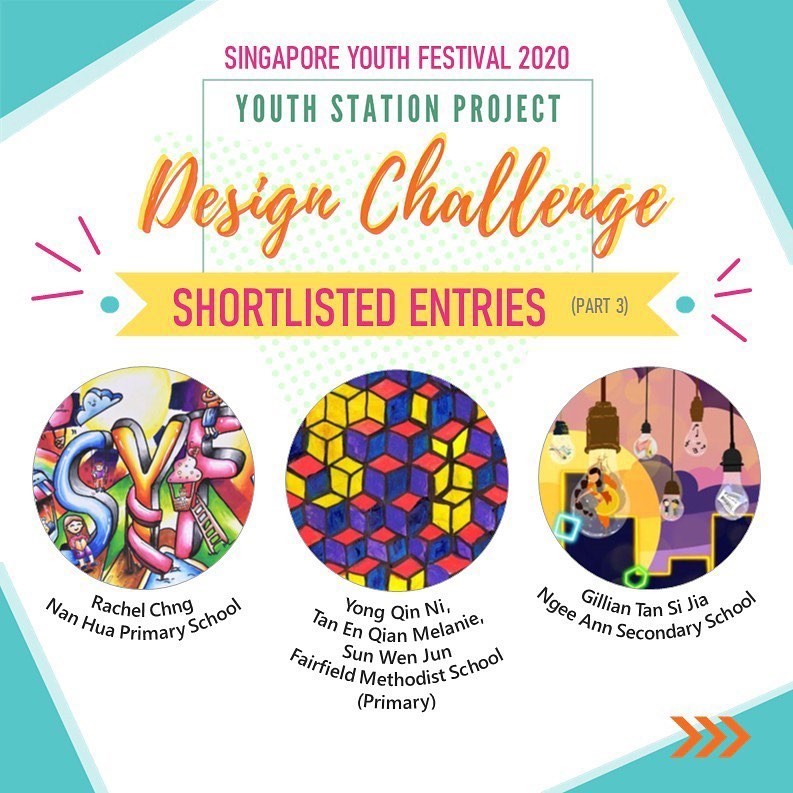 SINGAPORE YOUTH FESTIVAL 2020
YOUTH STATION PROJECT
Design Challenge
SHORTLISTED ENTRIES (PART 3)
SYF
Rachel Chng
Nan Hua Primary School
Yong Qin Ni,
Tan En Qian Melanie,
Sun Wen Jun
Fairfield Methodist School
(Primary)
Gillian Tan Si Jia
Ngee Ann Secondary School